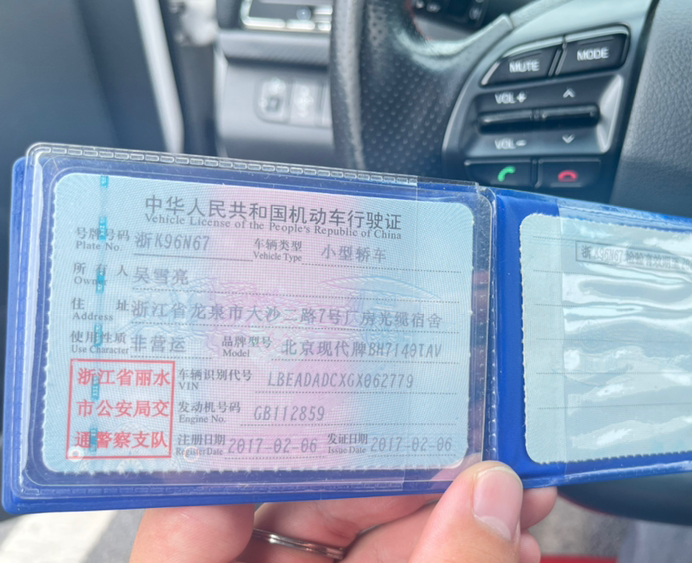 MUTE
MODE
VOL+
VOL-
中华人民共和国机动车行驶证
Vehicle License of the People's Republic of China
号牌号码 浙K96N67 车辆类型 小型轿车
Plate No. Vehicle Type
所有人 吴雪亮
Owner
住址 浙江省龙泉市大沙二路7号厂房光缆宿舍
Address
使用性质 非营运 品牌型号 北京现代牌BH7140TAV
Use Character Model
浙江省丽水市公安局交通警察支队
车辆识别代号 LBEADADCXGX062779
VIN
发动机号码 GB112859
Engine No.
注册日期 2017-02-06 发证日期 2017-02-06
Register Date Issue Date